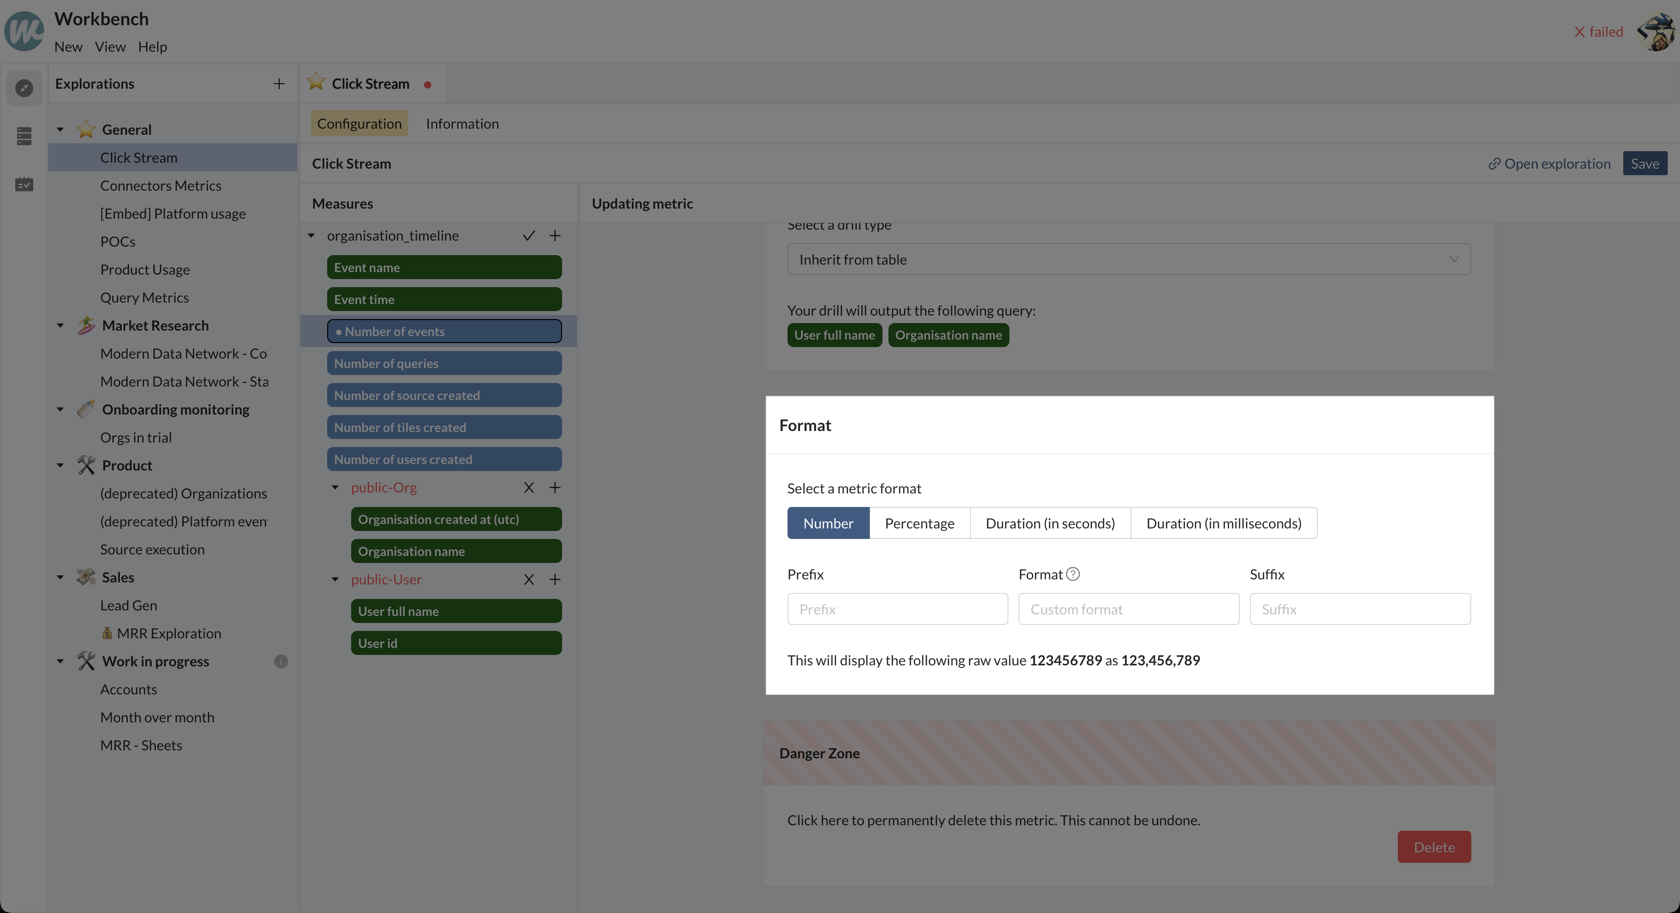 Workbench
New View Help
X failed
Explorations
Click Stream
General
Click Stream
Connectors Metrics
[Embed] Platform usage
POCs
Product Usage
Query Metrics
Market Research
Modern Data Network - Co
Modern Data Network - Sta
Onboarding monitoring
Orgs in trial
Product
(deprecated) Organizations
(deprecated) Platform even
Source execution
Sales
Lead Gen
MRR Exploration
Work in progress
Accounts
Month over month
MRR - Sheets
Configuration Information
Click Stream
Open exploration
Save
Measures
organisation_timeline
Event name
Event time
• Number of events
Number of queries
Number of source created
Number of tiles created
Number of users created
public-Org
Organisation created at (utc)
Organisation name
public-User
User full name
User id
Updating metric
Select a drill type
Inherit from table
Your drill will output the following query:
User full name Organisation name
Format
Select a metric format
Number Percentage Duration (in seconds) Duration (in milliseconds)
Prefix Format Suffix
Prefix Custom format Suffix
This will display the following raw value 123456789 as 123,456,789
Danger Zone
Click here to permanently delete this metric. This cannot be undone.
Delete